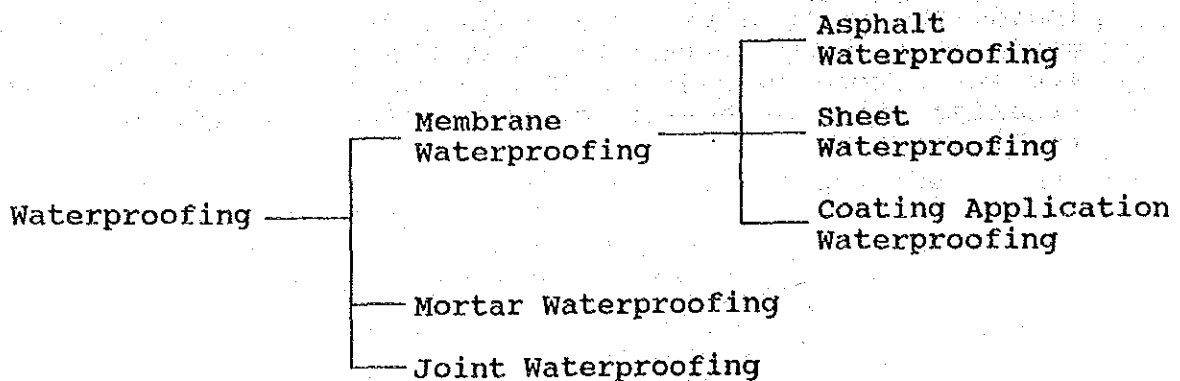 Asphalt
Waterproofing
Membrane
Waterproofing
Sheet
Waterproofing
Waterproofing
Coating Application
Waterproofing
Mortar Waterproofing
Joint Waterproofing